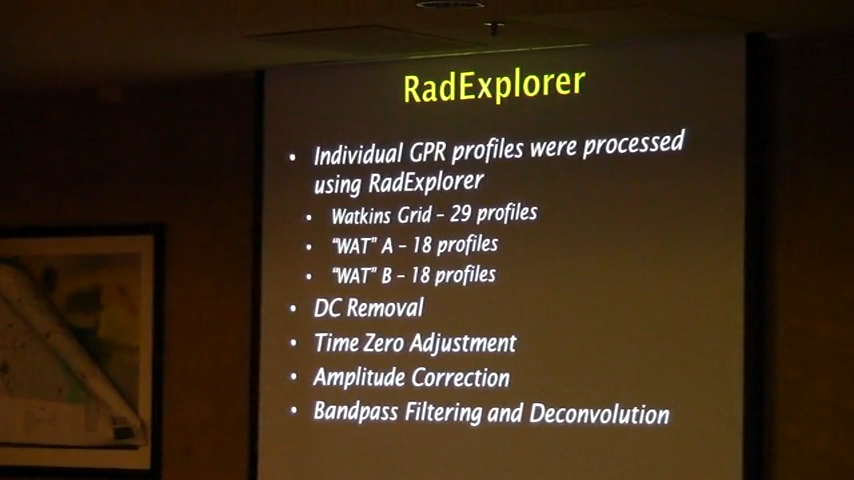 RadExplorer
• Individual GPR profiles were processed
using RadExplorer
• Watkins Grid – 29 profiles
• “WAT” A – 18 profiles
• “WAT” B – 18 profiles
• DC Removal
• Time Zero Adjustment
• Amplitude Correction
• Bandpass Filtering and Deconvolution